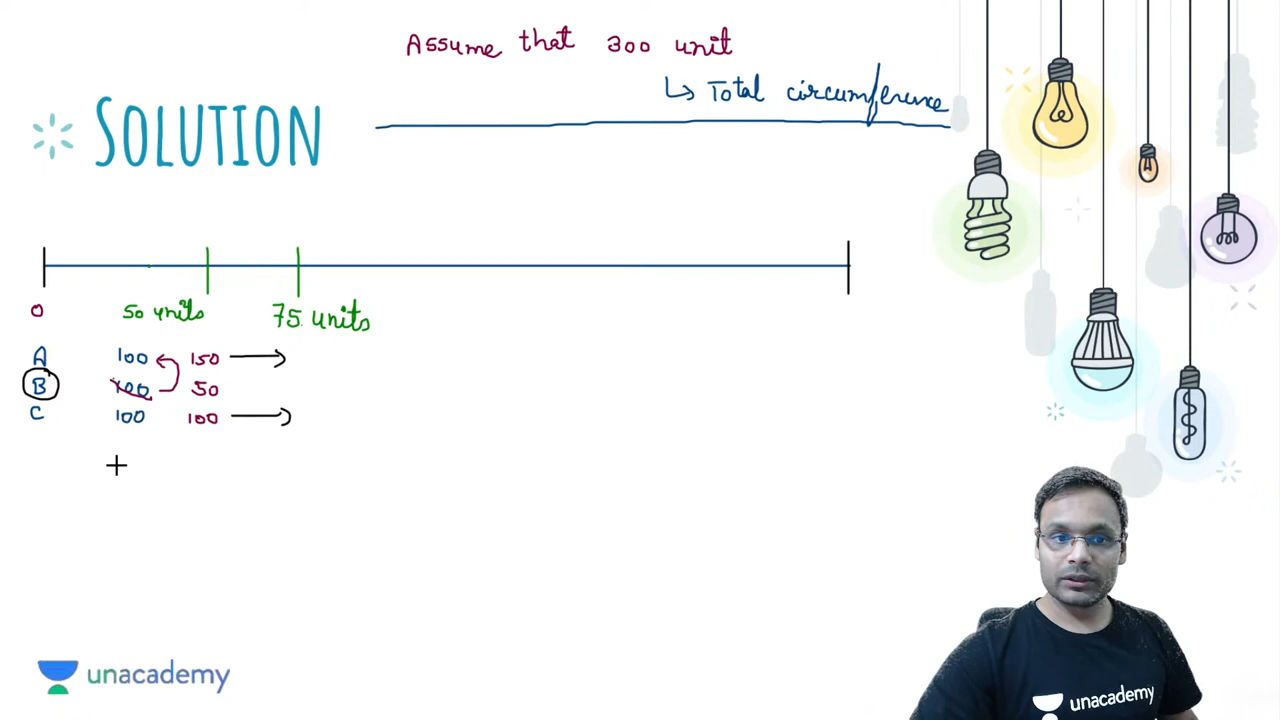 Assume that 300 unit
↳ Total circumference
SOLUTION
0 50 units 75 units
A 100 150 →
B 100 50
C 100 100 →
unacademy
unacademy